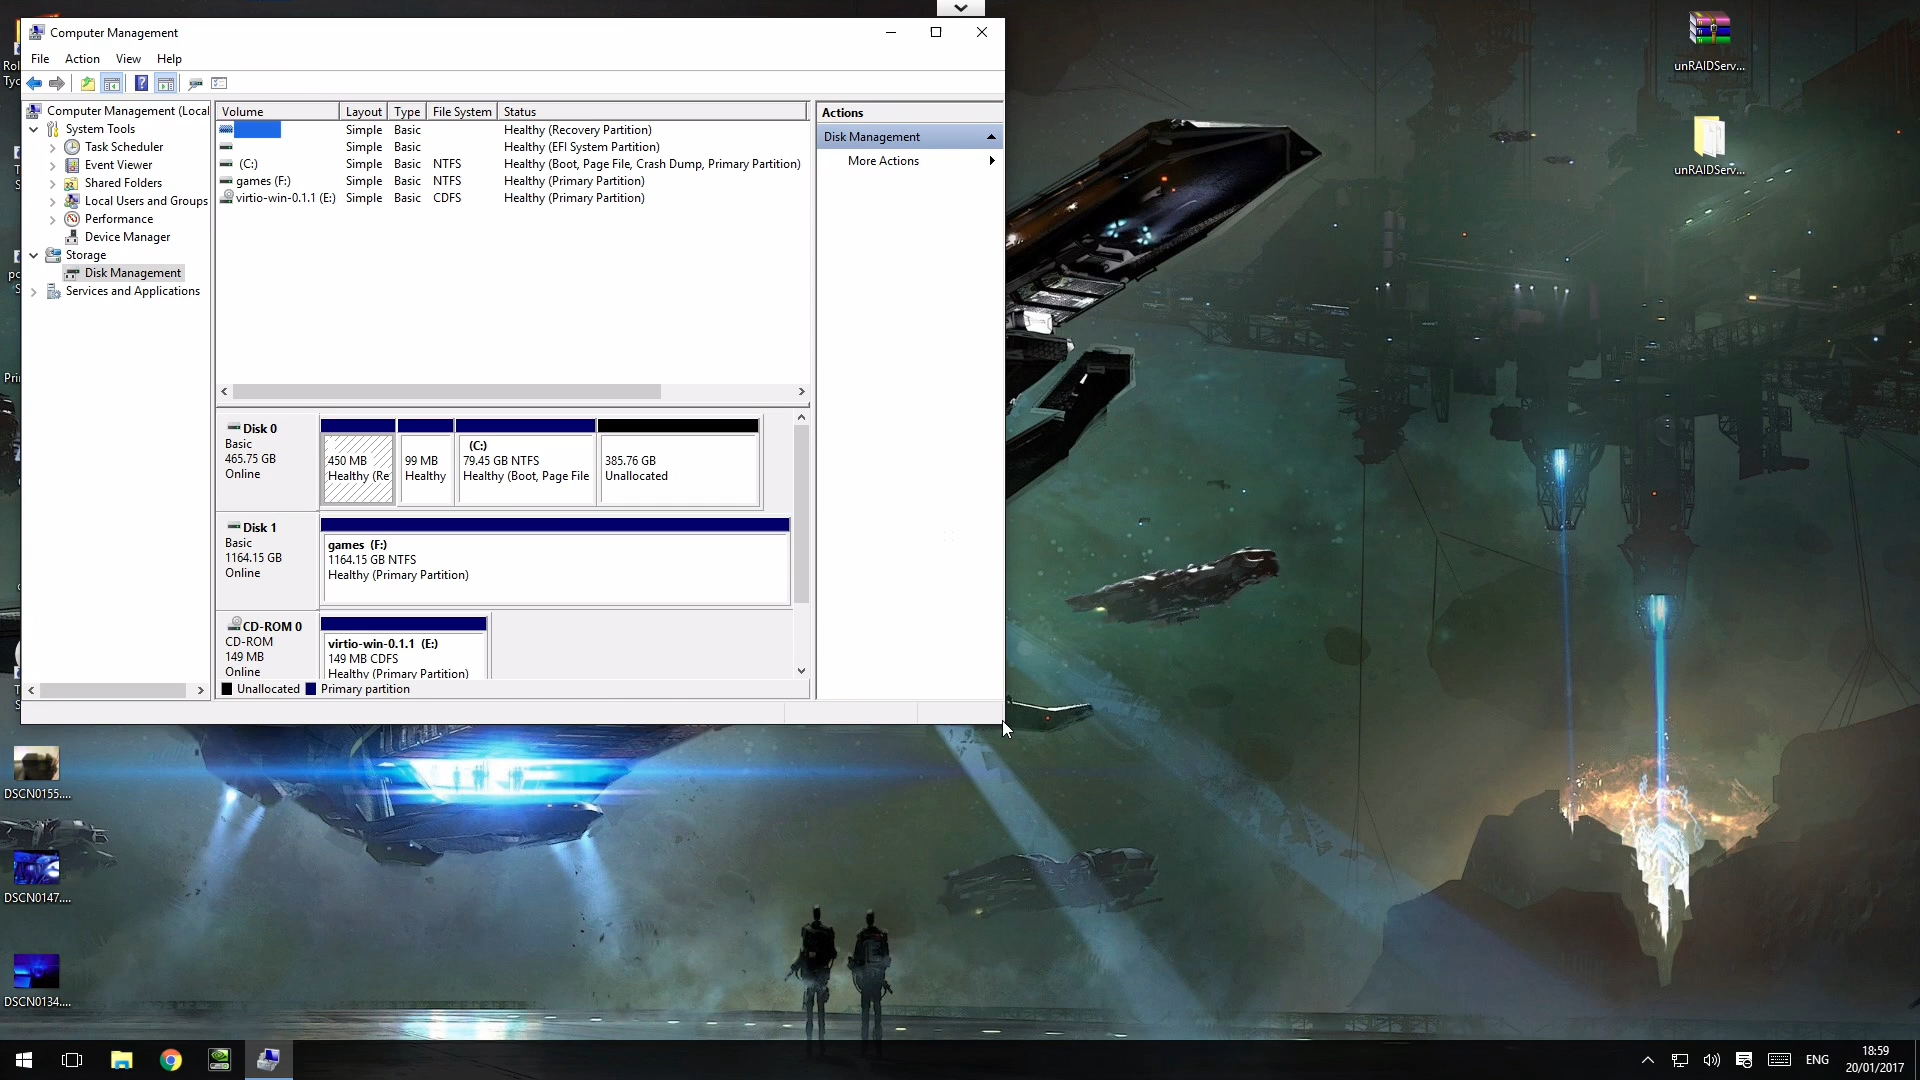 Computer Management
File Action View Help
Computer Management (Local
System Tools
Task Scheduler
Event Viewer
Shared Folders
Local Users and Groups
Performance
Device Manager
Storage
Disk Management
Services and Applications
Volume Layout Type File System Status
Simple Basic Healthy (Recovery Partition)
Simple Basic Healthy (EFI System Partition)
(C:) Simple Basic NTFS Healthy (Boot, Page File, Crash Dump, Primary Partition)
games (F:) Simple Basic NTFS Healthy (Primary Partition)
virtio-win-0.1.1 (E:) Simple Basic CDFS Healthy (Primary Partition)
Disk 0
Basic
465.75 GB
Online
450 MB
Healthy (Re
99 MB
Healthy
(C:)
79.45 GB NTFS
Healthy (Boot, Page File
385.76 GB
Unallocated
Disk 1
Basic
1164.15 GB
Online
games (F:)
1164.15 GB NTFS
Healthy (Primary Partition)
CD-ROM 0
CD-ROM
149 MB
Online
virtio-win-0.1.1 (E:)
149 MB CDFS
Healthy (Primary Partition)
Unallocated Primary partition
Actions
Disk Management
More Actions
unRAIDServ...
unRAIDServ...
Rol
Tyc
pc
S
Pri
DSCN0155....
DSCN0147....
DSCN0134....
ENG
18:59
20/01/2017